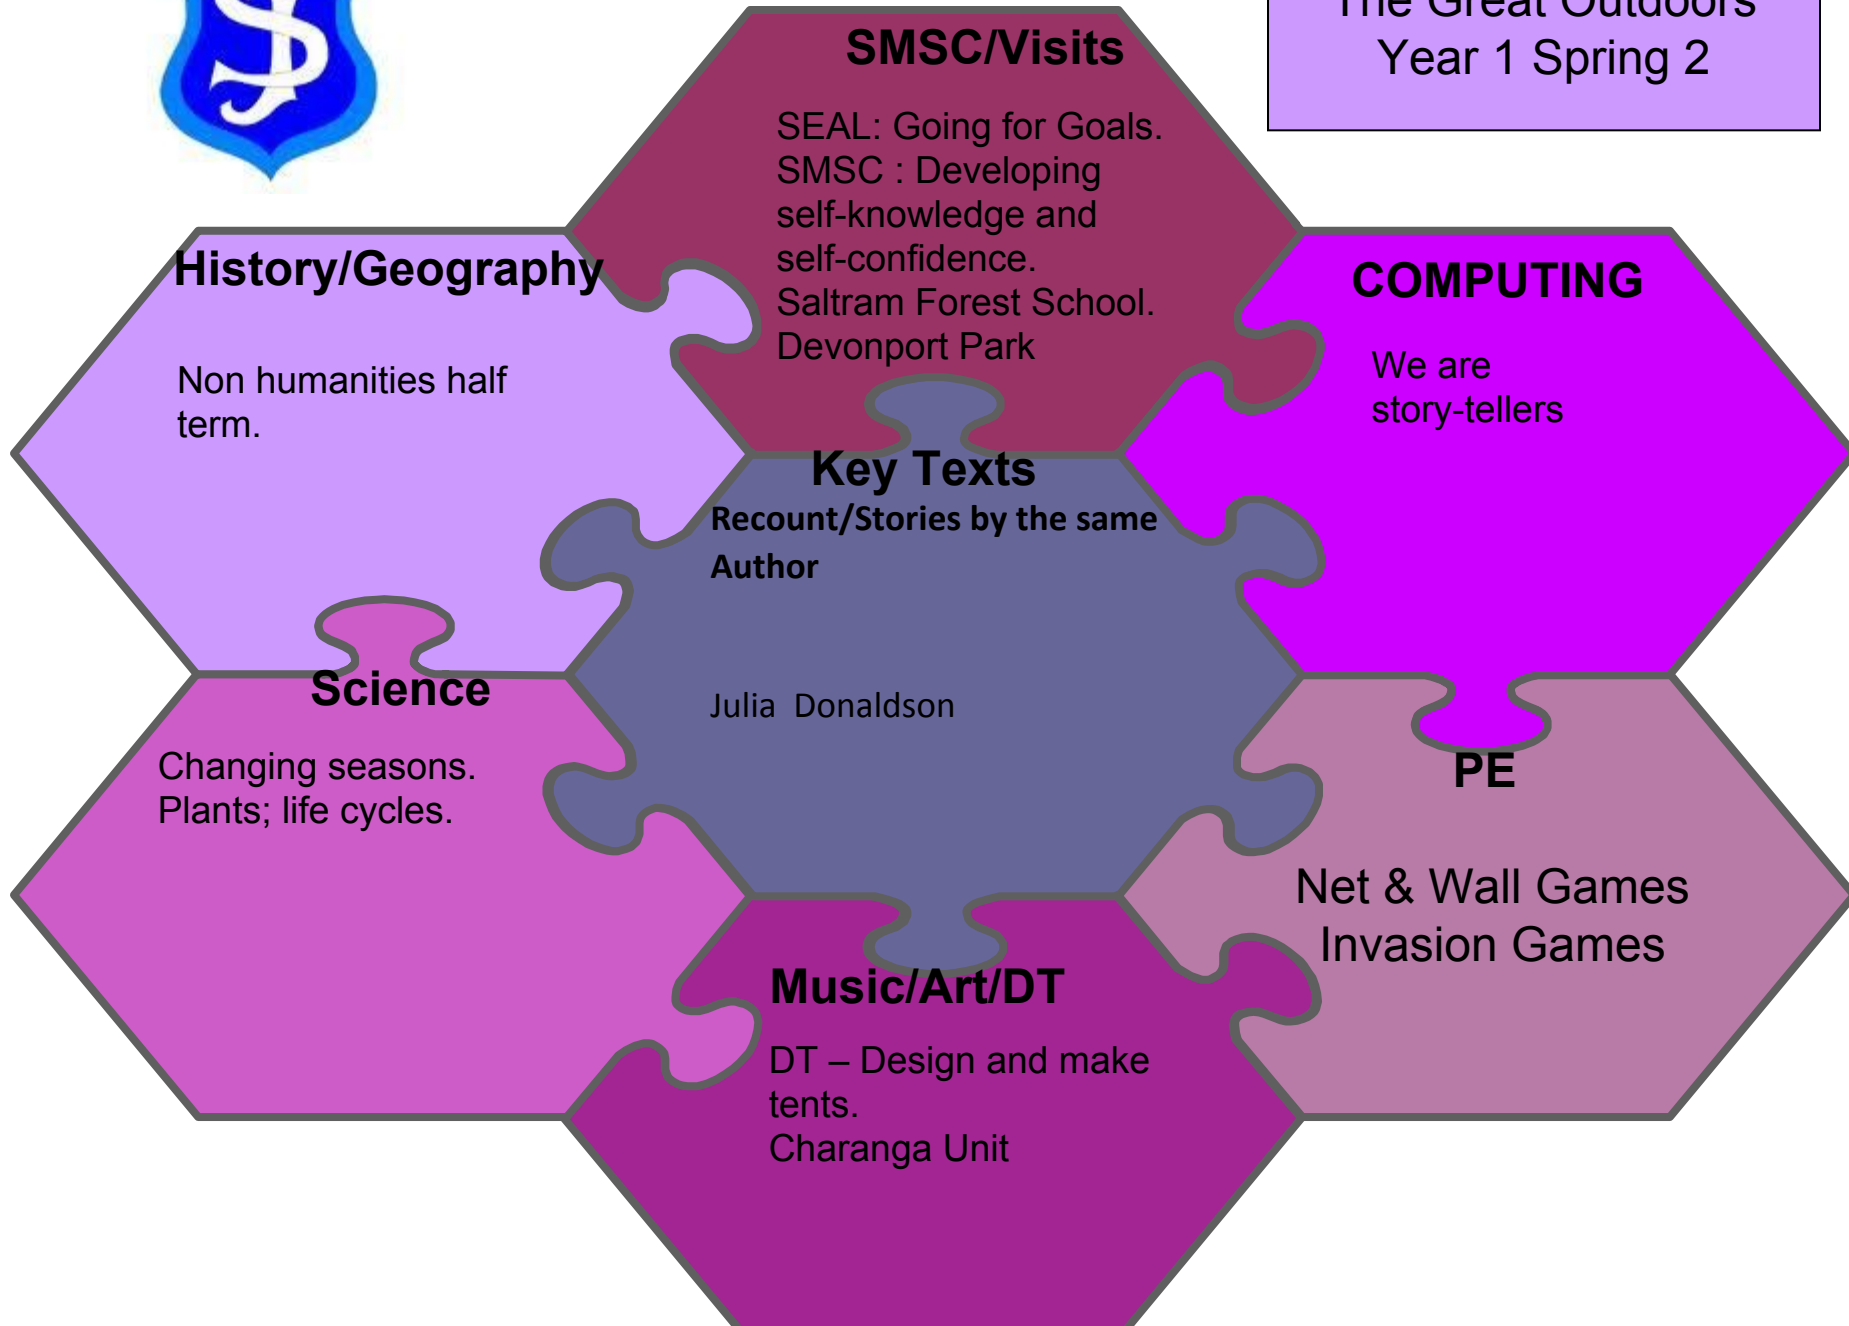 The Great Outdoors
Year 1 Spring 2
SMSC/Visits
SEAL: Going for Goals.
SMSC : Developing
self-knowledge and
self-confidence.
Saltram Forest School.
Devonport Park
History/Geography
Non humanities half
term.
COMPUTING
We are
story-tellers
Key Texts
Recount/Stories by the same
Author
Julia  Donaldson
Science
Changing seasons.
Plants; life cycles.
PE
Net & Wall Games
Invasion Games
Music/Art/DT
DT – Design and make
tents.
Charanga Unit